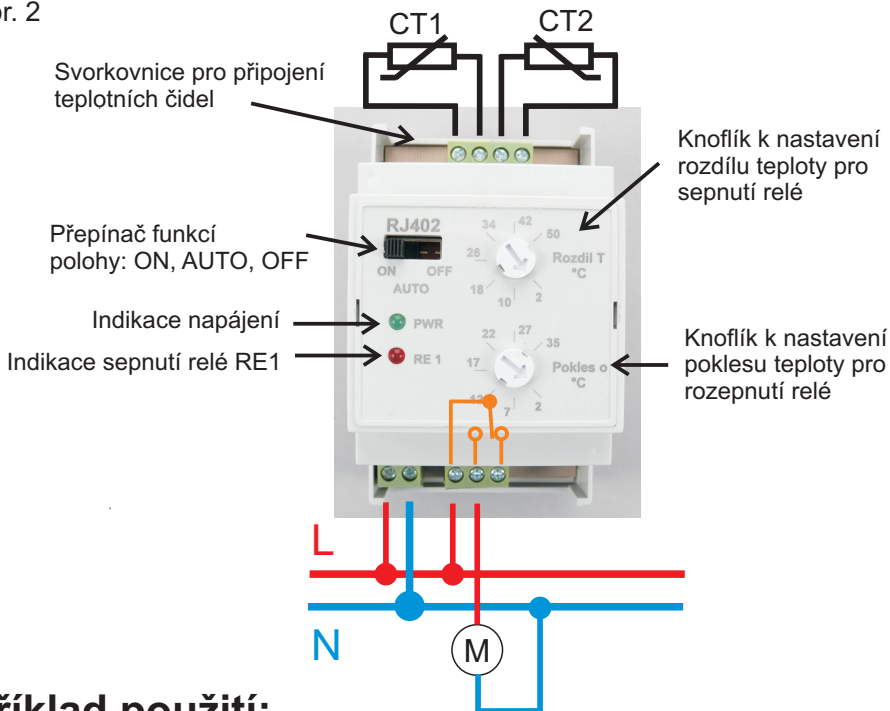 br. 2
CT1
CT2
Svorkovnice pro připojení
teplotních čidel
Knoflík k nastavení
rozdílu teploty pro
sepnutí relé
Přepínač funkcí
polohy: ON, AUTO, OFF
Indikace napájení
Indikace sepnutí relé RE1
Knoflík k nastavení
poklesu teploty pro
rozepnutí relé
RJ402
ON OFF
AUTO
PWR
RE 1
34 42 50
26
18 10 2
Rozdil T
°C
22 27 35
17
12 7 2
Pokles o
°C
L
N
M
říklad použití: